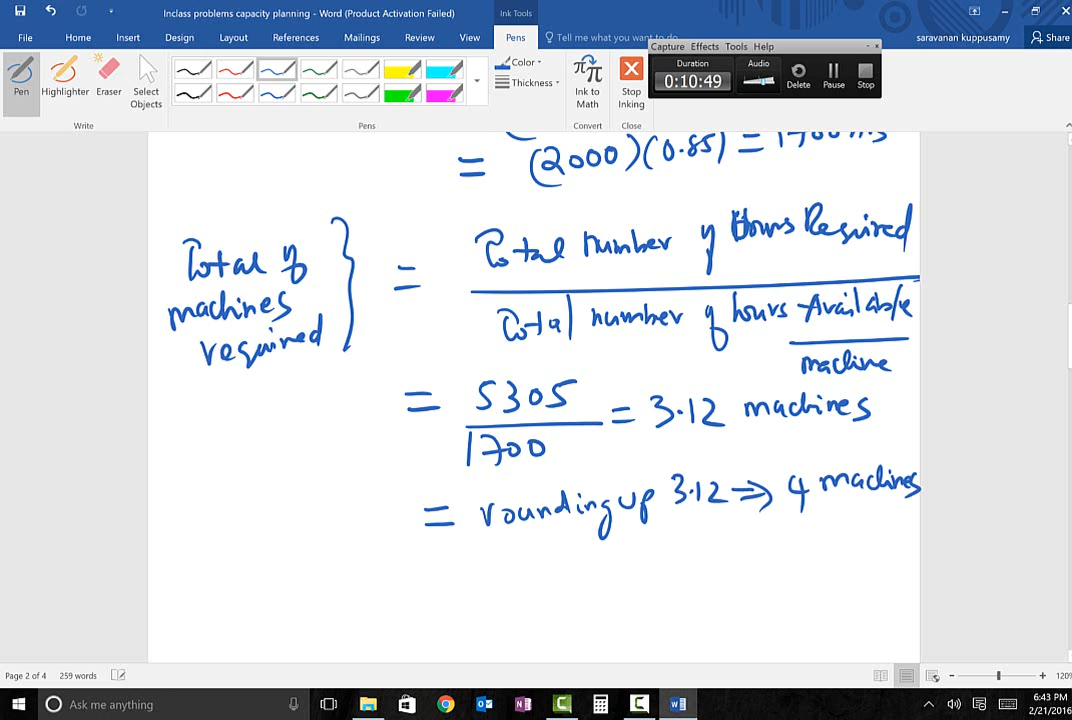 Inclass problems capacity planning - Word (Product Activation Failed)
Ink Tools
File Home Insert Design Layout References Mailings Review View Pens Tell me what you want to do
saravanan kuppusamy Share
Capture Effects Tools Help
Duration
0:10:49
Audio
Delete Pause Stop
Pen Highlighter Eraser Select Objects
Write
Pens
Color
Thickness
Ink to Math
Convert
Stop Inking
Close
= (2000)(0.85) = 1700 hrs
Total of machines required } = Total number of Hours Required
Total number of hours Available
machine
= 5305
1700
= 3.12 machines
= rounding up 3.12 ⇒ 4 machines
Page 2 of 4 259 words
120%
Ask me anything
6:43 PM
2/21/2016